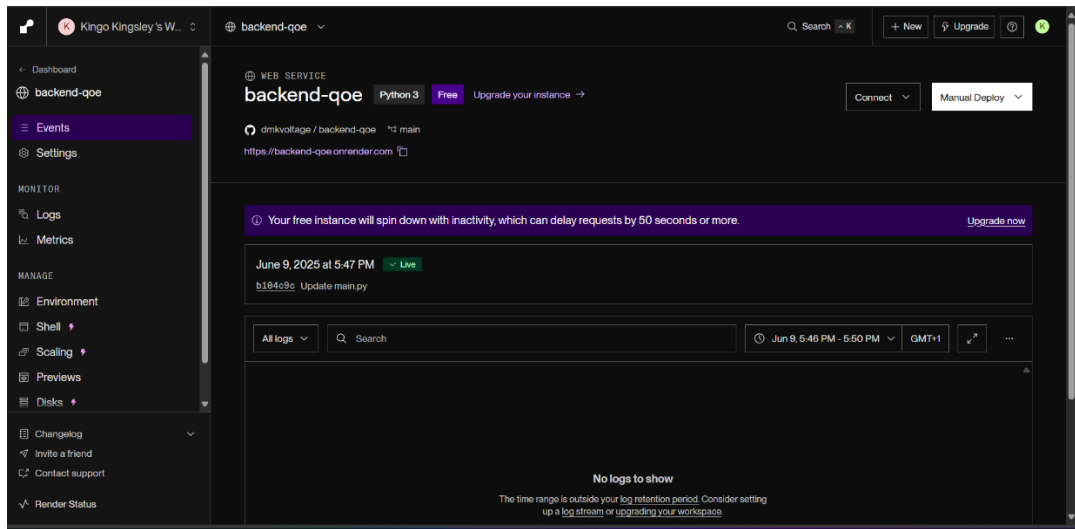 K Kingo Kingsley 's W...
backend-qoe
Search ^ K
+ New
Upgrade
K
← Dashboard
backend-qoe
Events
Settings
MONITOR
Logs
Metrics
MANAGE
Environment
Shell
Scaling
Previews
Disks
Changelog
Invite a friend
Contact support
Render Status
WEB SERVICE
backend-qoe Python 3 Free Upgrade your instance →
Connect
Manual Deploy
dmkvoltage / backend-qoe main
https://backend-qoe.onrender.com
Your free instance will spin down with inactivity, which can delay requests by 50 seconds or more.
Upgrade now
June 9, 2025 at 5:47 PM ✓ Live
b104c9c Update main.py
All logs
Search
Jun 9, 5:46 PM - 5:50 PM
GMT+1
...
No logs to show
The time range is outside your log retention period. Consider setting
up a log stream or upgrading your workspace.